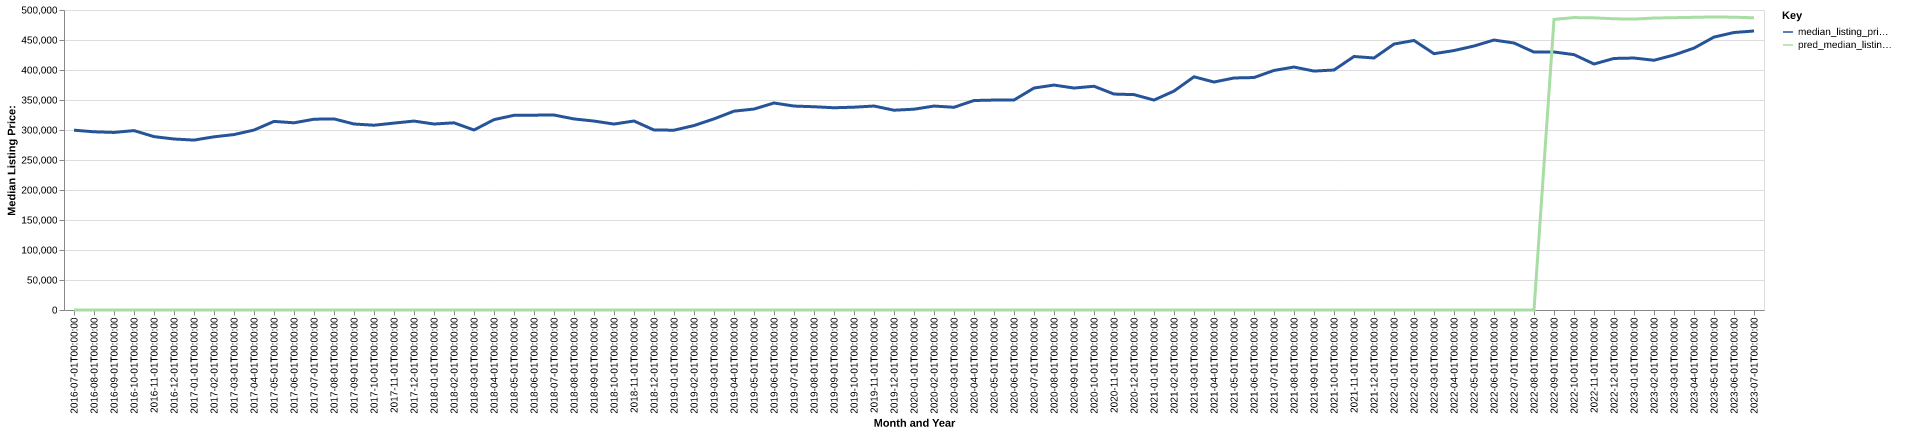 500,000
450,000
400,000
350,000
300,000
250,000
200,000
150,000
100,000
50,000
0
Median Listing Price:
2016-07-01T00:00:00
2016-08-01T00:00:00
2016-09-01T00:00:00
2016-10-01T00:00:00
2016-11-01T00:00:00
2016-12-01T00:00:00
2017-01-01T00:00:00
2017-02-01T00:00:00
2017-03-01T00:00:00
2017-04-01T00:00:00
2017-05-01T00:00:00
2017-06-01T00:00:00
2017-07-01T00:00:00
2017-08-01T00:00:00
2017-09-01T00:00:00
2017-10-01T00:00:00
2017-11-01T00:00:00
2017-12-01T00:00:00
2018-01-01T00:00:00
2018-02-01T00:00:00
2018-03-01T00:00:00
2018-04-01T00:00:00
2018-05-01T00:00:00
2018-06-01T00:00:00
2018-07-01T00:00:00
2018-08-01T00:00:00
2018-09-01T00:00:00
2018-10-01T00:00:00
2018-11-01T00:00:00
2018-12-01T00:00:00
2019-01-01T00:00:00
2019-02-01T00:00:00
2019-03-01T00:00:00
2019-04-01T00:00:00
2019-05-01T00:00:00
2019-06-01T00:00:00
2019-07-01T00:00:00
2019-08-01T00:00:00
2019-09-01T00:00:00
2019-10-01T00:00:00
2019-11-01T00:00:00
2019-12-01T00:00:00
2020-01-01T00:00:00
2020-02-01T00:00:00
2020-03-01T00:00:00
2020-04-01T00:00:00
2020-05-01T00:00:00
2020-06-01T00:00:00
2020-07-01T00:00:00
2020-08-01T00:00:00
2020-09-01T00:00:00
2020-10-01T00:00:00
2020-11-01T00:00:00
2020-12-01T00:00:00
2021-01-01T00:00:00
2021-02-01T00:00:00
2021-03-01T00:00:00
2021-04-01T00:00:00
2021-05-01T00:00:00
2021-06-01T00:00:00
2021-07-01T00:00:00
2021-08-01T00:00:00
2021-09-01T00:00:00
2021-10-01T00:00:00
2021-11-01T00:00:00
2021-12-01T00:00:00
2022-01-01T00:00:00
2022-02-01T00:00:00
2022-03-01T00:00:00
2022-04-01T00:00:00
2022-05-01T00:00:00
2022-06-01T00:00:00
2022-07-01T00:00:00
2022-08-01T00:00:00
2022-09-01T00:00:00
2022-10-01T00:00:00
2022-11-01T00:00:00
2022-12-01T00:00:00
2023-01-01T00:00:00
2023-02-01T00:00:00
2023-03-01T00:00:00
2023-04-01T00:00:00
2023-05-01T00:00:00
2023-06-01T00:00:00
2023-07-01T00:00:00
Month and Year
Key
median_listing_pri…
pred_median_listin…